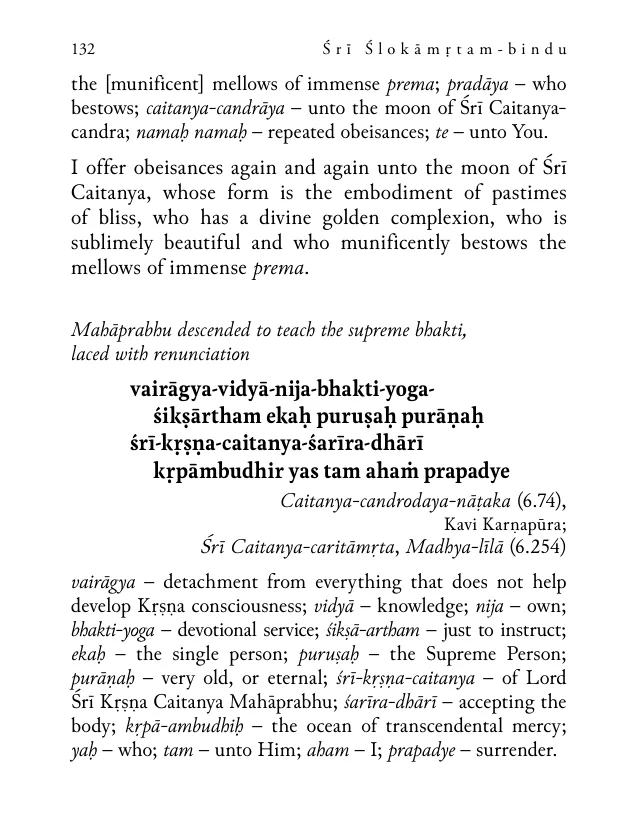 132
Śrī Ślokāmṛtam-bindu
the [munificent] mellows of immense prema; pradāya – who
bestows; caitanya-candrāya – unto the moon of Śrī Caitanya-
candra; namaḥ namaḥ – repeated obeisances; te – unto You.
I offer obeisances again and again unto the moon of Śrī
Caitanya, whose form is the embodiment of pastimes
of bliss, who has a divine golden complexion, who is
sublimely beautiful and who munificently bestows the
mellows of immense prema.
Mahāprabhu descended to teach the supreme bhakti,
laced with renunciation
vairāgya-vidyā-nija-bhakti-yoga-
śikṣārtham ekaḥ puruṣaḥ purāṇaḥ
śrī-kṛṣṇa-caitanya-śarīra-dhārī
kṛpāmbudhir yas tam ahaṁ prapadye
Caitanya-candrodaya-nāṭaka (6.74),
Kavi Karṇapūra;
Śrī Caitanya-caritāmṛta, Madhya-līlā (6.254)
vairāgya – detachment from everything that does not help
develop Kṛṣṇa consciousness; vidyā – knowledge; nija – own;
bhakti-yoga – devotional service; śikṣā-artham – just to instruct;
ekaḥ – the single person; puruṣaḥ – the Supreme Person;
purāṇaḥ – very old, or eternal; śrī-kṛṣṇa-caitanya – of Lord
Śrī Kṛṣṇa Caitanya Mahāprabhu; śarīra-dhārī – accepting the
body; kṛpā-ambudhiḥ – the ocean of transcendental mercy;
yaḥ – who; tam – unto Him; aham – I; prapadye – surrender.